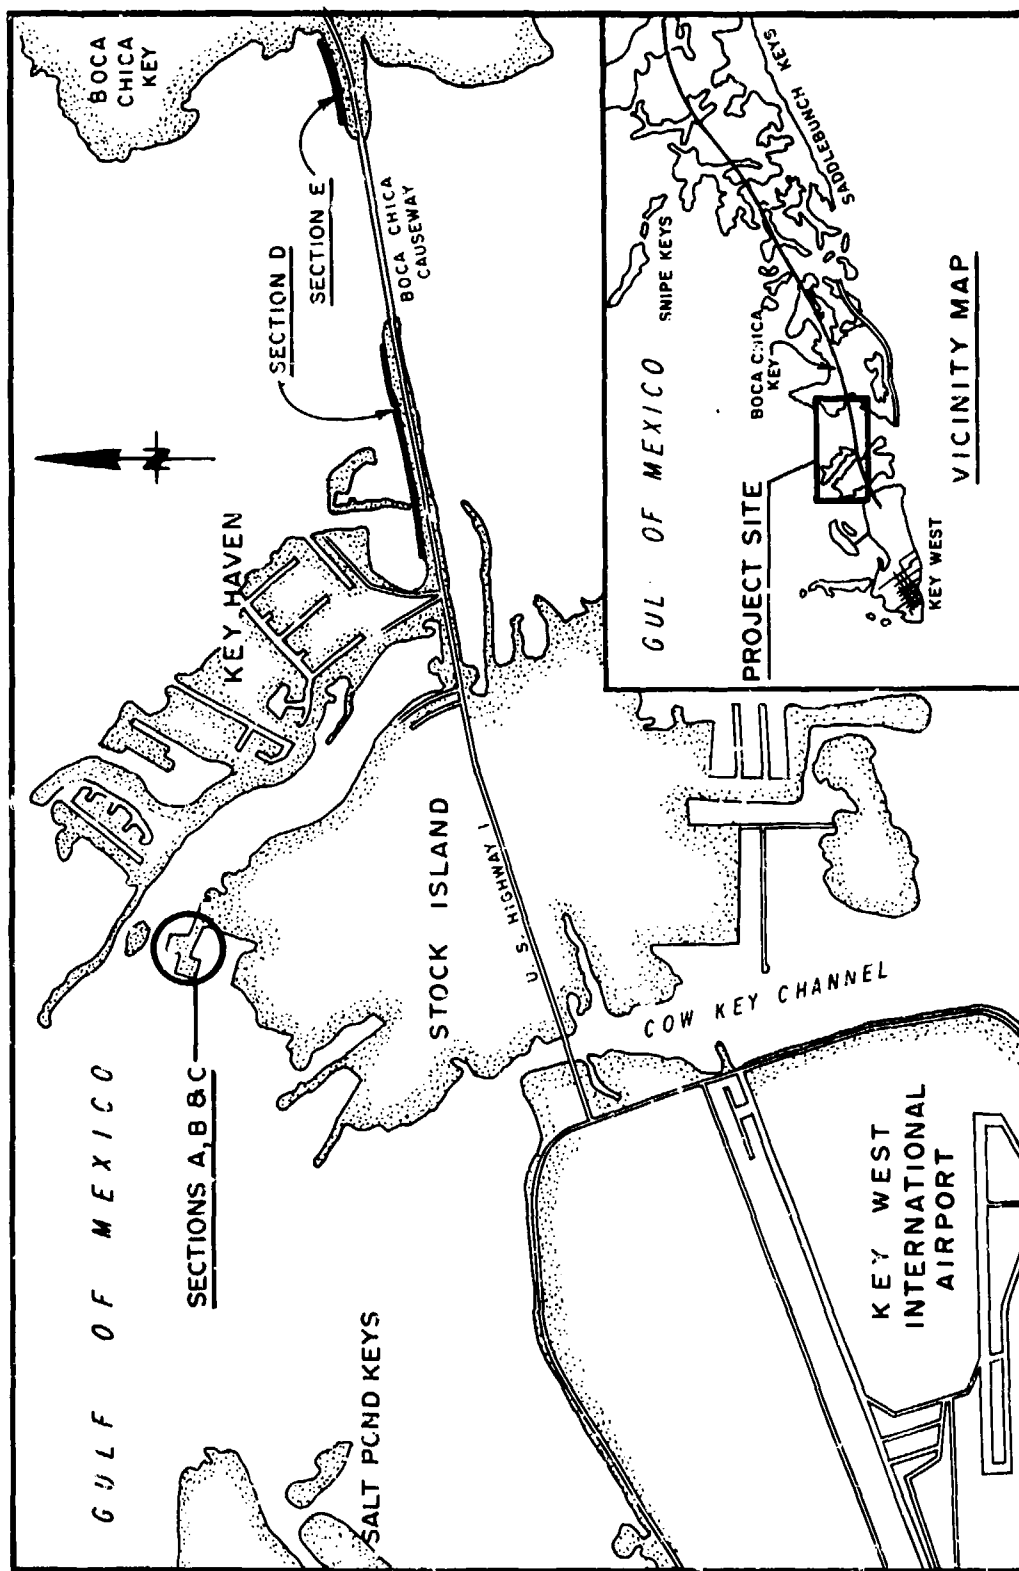 GULF OF MEXICO
SECTIONS A, B & C
SALT POND KEYS
KEY HAVEN
BOCA
CHICA
KEY
SECTION D
SECTION E
BOCA CHICA
CAUSEWAY
STOCK ISLAND
U. S. HIGHWAY 1
COW KEY CHANNEL
KEY WEST
INTERNATIONAL
AIRPORT
GUL OF MEXICO
SNIPE KEYS
SADDLEBUNCH KEYS
BOCA CHICA
KEY
PROJECT SITE
KEY WEST
VICINITY MAP
N